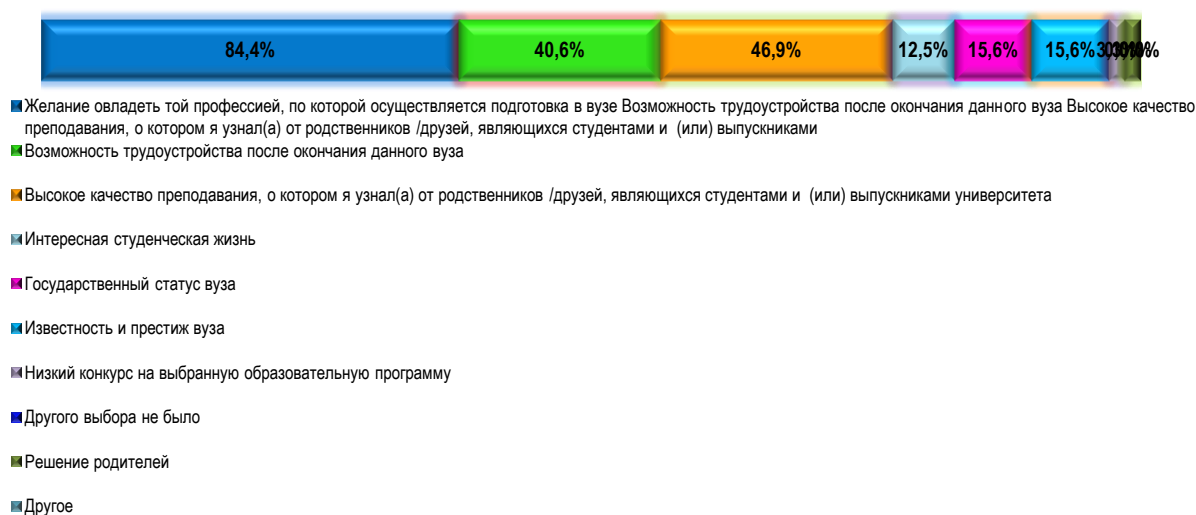 84,4% 40,6% 46,9% 12,5% 15,6% 15,6%
Желание овладеть той профессией, по которой осуществляется подготовка в вузе Возможность трудоустройства после окончания данного вуза Высокое качество
преподавания, о котором я узнал(а) от родственников /друзей, являющихся студентами и (или) выпускниками
Возможность трудоустройства после окончания данного вуза
Высокое качество преподавания, о котором я узнал(а) от родственников /друзей, являющихся студентами и (или) выпускниками университета
Интересная студенческая жизнь
Государственный статус вуза
Известность и престиж вуза
Низкий конкурс на выбранную образовательную программу
Другого выбора не было
Решение родителей
Другое